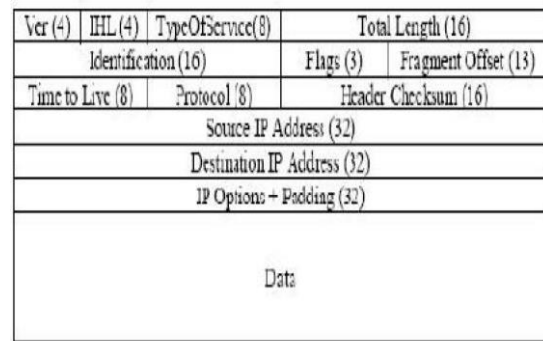 Ver (4) IHL (4) TypeOfService(8) Total Length (16)
Identification (16) Flags (3) Fragment Offset (13)
Time to Live (8) Protocol (8) Header Checksum (16)
Source IP Address (32)
Destination IP Address (32)
IP Options + Padding (32)
Data